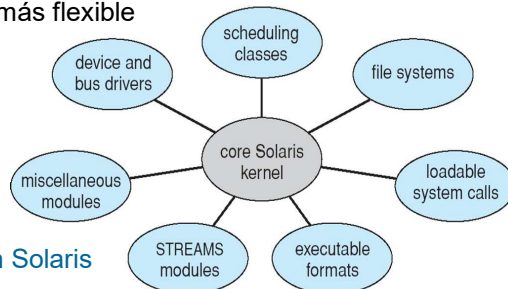 más flexible
scheduling
classes
device and
bus drivers
file systems
core Solaris
kernel
miscellaneous
modules
loadable
system calls
STREAMS
modules
executable
formats
Solaris